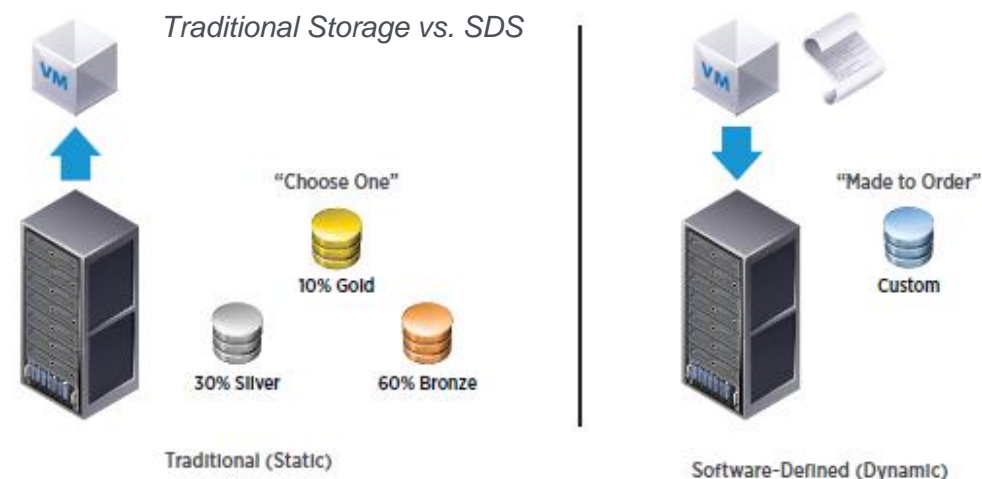 Traditional Storage vs. SDS
VM
"Choose One"
10% Gold
30% Silver
60% Bronze
Traditional (Static)
VM
"Made to Order"
Custom
Software-Defined (Dynamic)